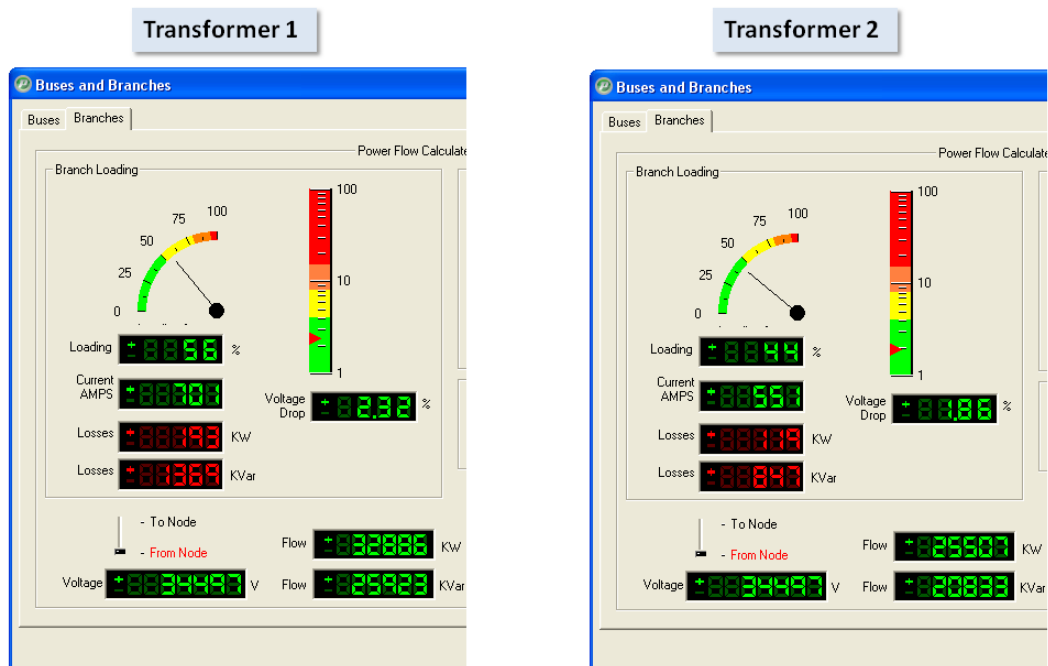 Transformer 1
Buses and Branches
Buses Branches
Power Flow Calculate
Branch Loading
100
75
50
25
0
100
10
1
Loading 56 %
Current AMPS 701
Voltage Drop 2.32 %
Losses 193 KW
Losses 1369 KVar
- To Node
- From Node
Voltage 34497 V
Flow 32886 KW
Flow 25923 KVar
Transformer 2
Buses and Branches
Buses Branches
Power Flow Calculate
Branch Loading
100
75
50
25
0
100
10
1
Loading 44 %
Current AMPS 551
Voltage Drop 1.86 %
Losses 119 KW
Losses 847 KVar
- To Node
- From Node
Voltage 34497 V
Flow 25507 KW
Flow 20833 KVar